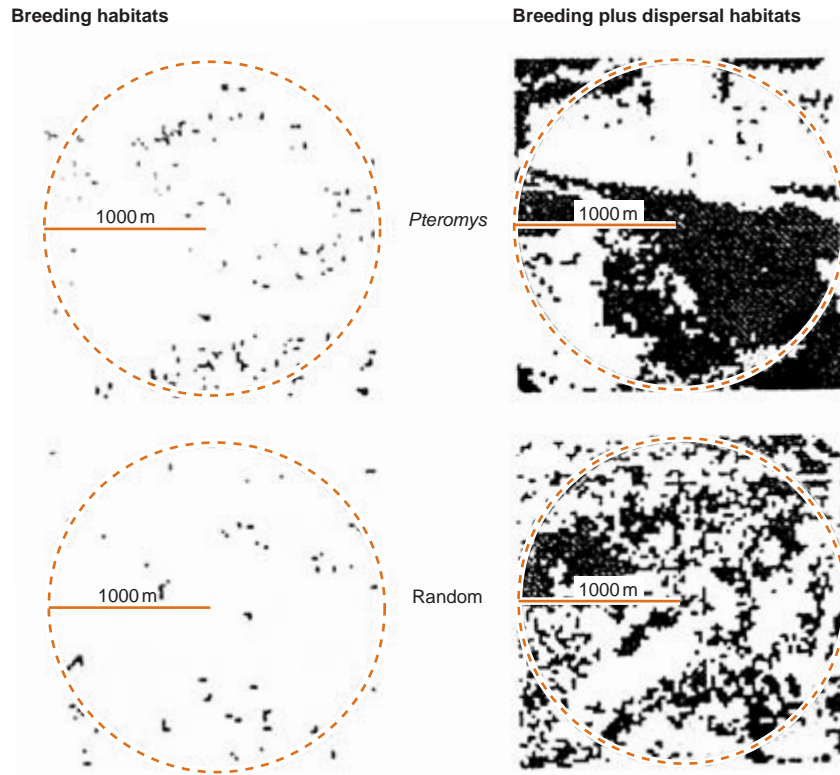 Breeding habitats
Breeding plus dispersal habitats
1000 m
Pteromys
1000 m
1000 m
Random
1000 m